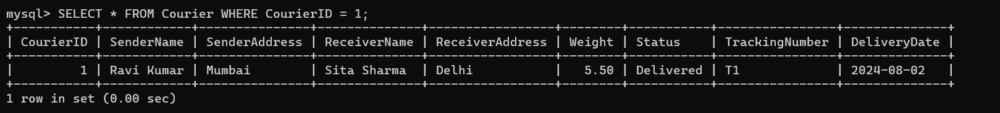 mysql> SELECT * FROM Courier WHERE CourierID = 1;
+-----------+------------+---------------+--------------+-----------------+--------+-----------+----------------+--------------+
| CourierID | SenderName | SenderAddress | ReceiverName | ReceiverAddress | Weight | Status    | TrackingNumber | DeliveryDate |
+-----------+------------+---------------+--------------+-----------------+--------+-----------+----------------+--------------+
|         1 | Ravi Kumar | Mumbai        | Sita Sharma  | Delhi           |   5.50 | Delivered | T1             | 2024-08-02   |
+-----------+------------+---------------+--------------+-----------------+--------+-----------+----------------+--------------+
1 row in set (0.00 sec)